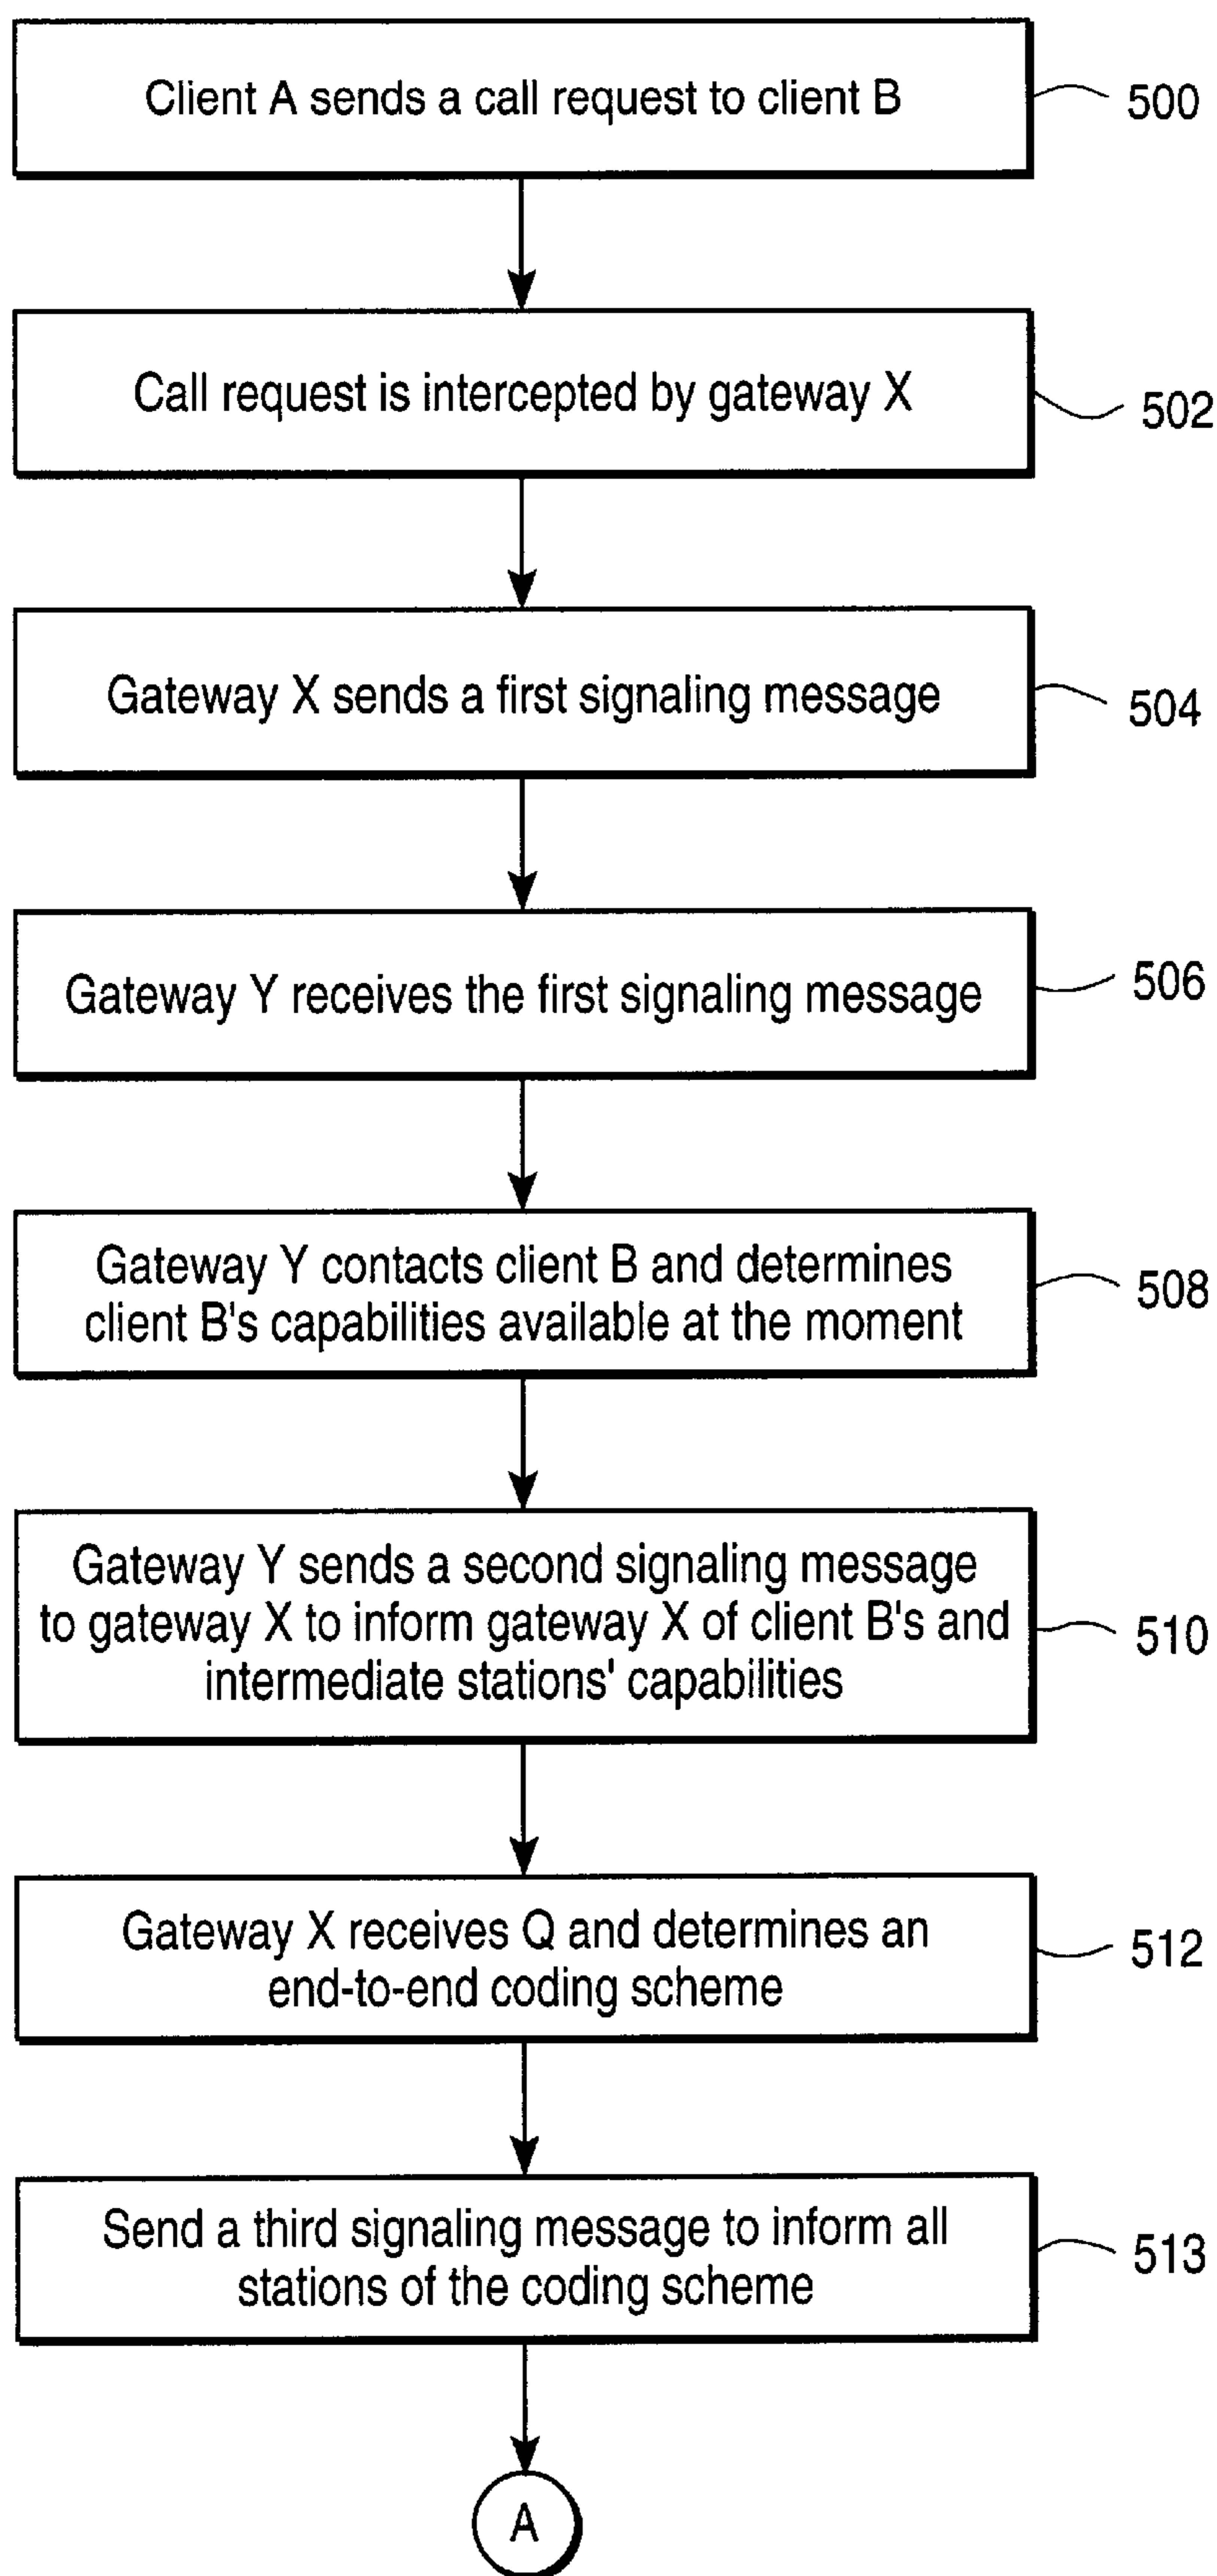 Client A sends a call request to client B
500
Call request is intercepted by gateway X
502
Gateway X sends a first signaling message
504
Gateway Y receives the first signaling message
506
Gateway Y contacts client B and determines
client B's capabilities available at the moment
508
Gateway Y sends a second signaling message
to gateway X to inform gateway X of client B's and
intermediate stations' capabilities
510
Gateway X receives Q and determines an
end-to-end coding scheme
512
Send a third signaling message to inform all
stations of the coding scheme
513
A